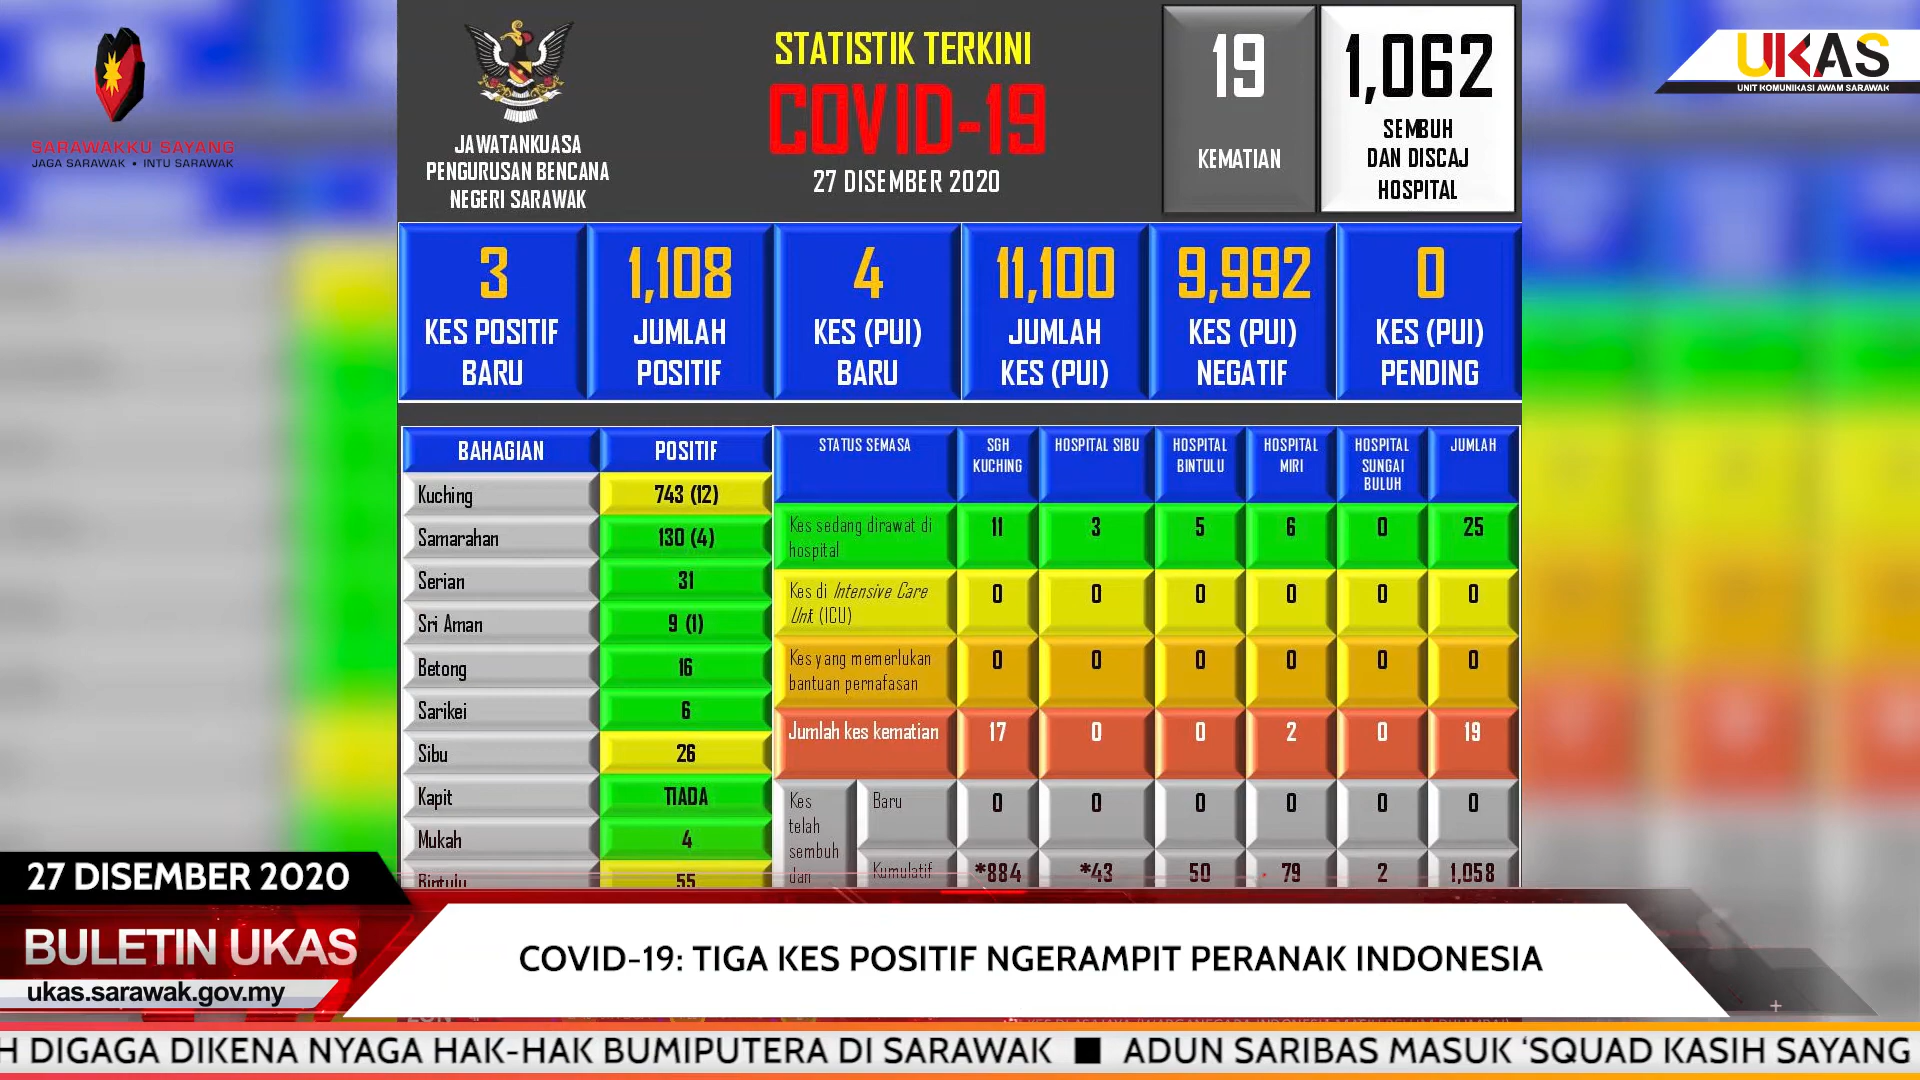 SARAWAKKU SAYANG
JAGA SARAWAK • INTU SARAWAK
JAWATANKUASA
PENGURUSAN BENCANA
NEGERI SARAWAK
STATISTIK TERKINI
COVID-19
27 DISEMBER 2020
19
KEMATIAN
1,062
SEMBUH
DAN DISCAJ
HOSPITAL
UKAS
UNIT KOMUNIKASI AWAM SARAWAK
3
KES POSITIF
BARU
1,108
JUMLAH
POSITIF
4
KES (PUI)
BARU
11,100
JUMLAH
KES (PUI)
9,992
KES (PUI)
NEGATIF
0
KES (PUI)
PENDING
BAHAGIAN POSITIF
Kuching 743 (12)
Samarahan 130 (4)
Serian 31
Sri Aman 9 (1)
Betong 16
Sarikei 6
Sibu 26
Kapit TIADA
Mukah 4
Bintulu 55
STATUS SEMASA
SGH
KUCHING
HOSPITAL SIBU
HOSPITAL
BINTULU
HOSPITAL
MIRI
HOSPITAL
SUNGAI
BULUH
JUMLAH
Kes sedang dirawat di
hospital
11 3 5 6 0 25
Kes di Intensive Care
Unit (ICU)
0 0 0 0 0 0
Kes yang memerlukan
bantuan pernafasan
0 0 0 0 0 0
Jumlah kes kematian 17 0 0 2 0 19
Kes
telah
sembuh
dan
Baru 0 0 0 0 0 0
Kumulatif *884 *43 50 79 2 1,058
27 DISEMBER 2020
BULETIN UKAS
ukas.sarawak.gov.my
COVID-19: TIGA KES POSITIF NGERAMPIT PERANAK INDONESIA
H DIGAGA DIKENA NYAGA HAK-HAK BUMIPUTERA DI SARAWAK ■ ADUN SARIBAS MASUK ‘SQUAD KASIH SAYANG